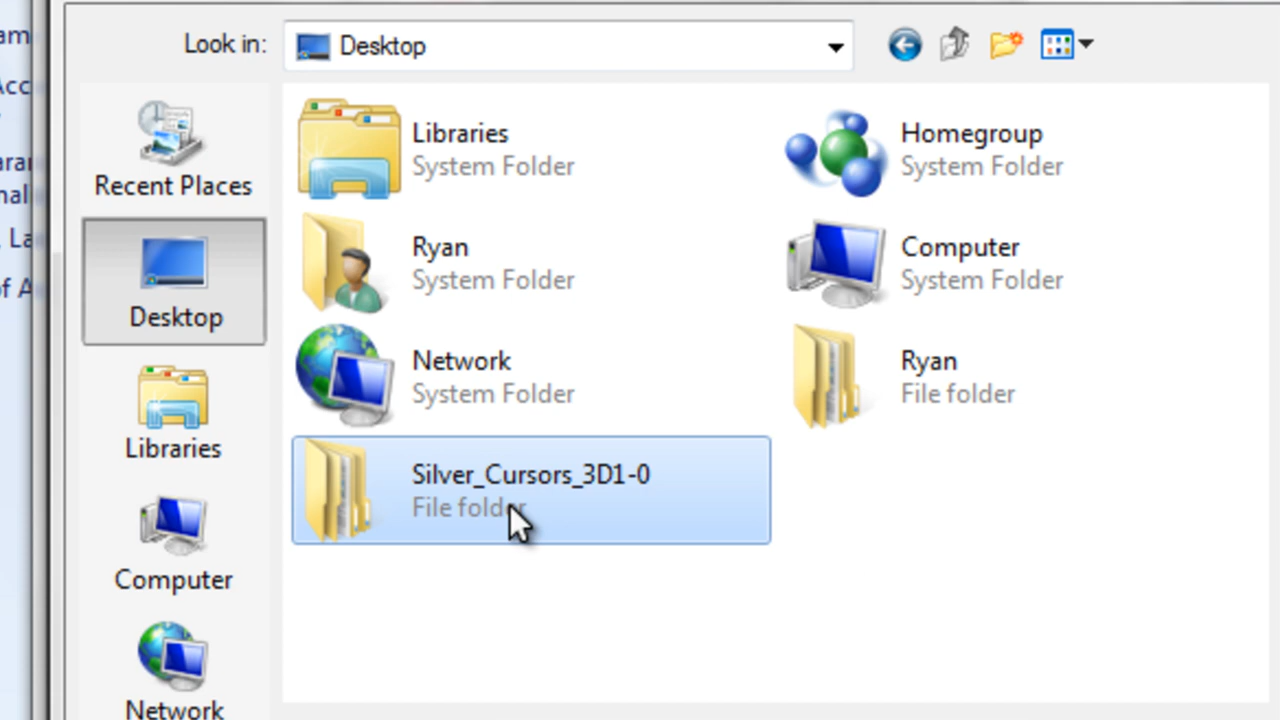 Look in:
Desktop
Libraries
System Folder
Homegroup
System Folder
Recent Places
Ryan
System Folder
Computer
System Folder
Desktop
Network
System Folder
Ryan
File folder
Libraries
Silver_Cursors_3D1-0
File folder
Computer
Network